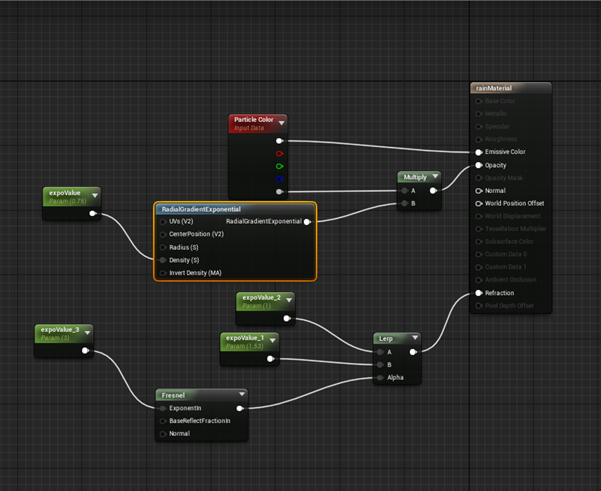 rainMaterial
Base Color
Metallic
Specular
Roughness
Emissive Color
Opacity
Opacity Mask
Normal
World Position Offset
World Displacement
Tessellation Multiplier
Subsurface Color
Custom Data 0
Custom Data 1
Ambient Occlusion
Refraction
Pixel Depth Offset
Particle Color
Input Data
Multiply
A
B
expoValue
Param (0.75)
RadialGradientExponential
UVs (V2)
RadialGradientExponential
CenterPosition (V2)
Radius (S)
Density (S)
Invert Density (MA)
expoValue_2
Param (1)
expoValue_3
Param (3)
expoValue_1
Param (1.53)
Lerp
A
B
Alpha
Fresnel
ExponentIn
BaseReflectFractionIn
Normal